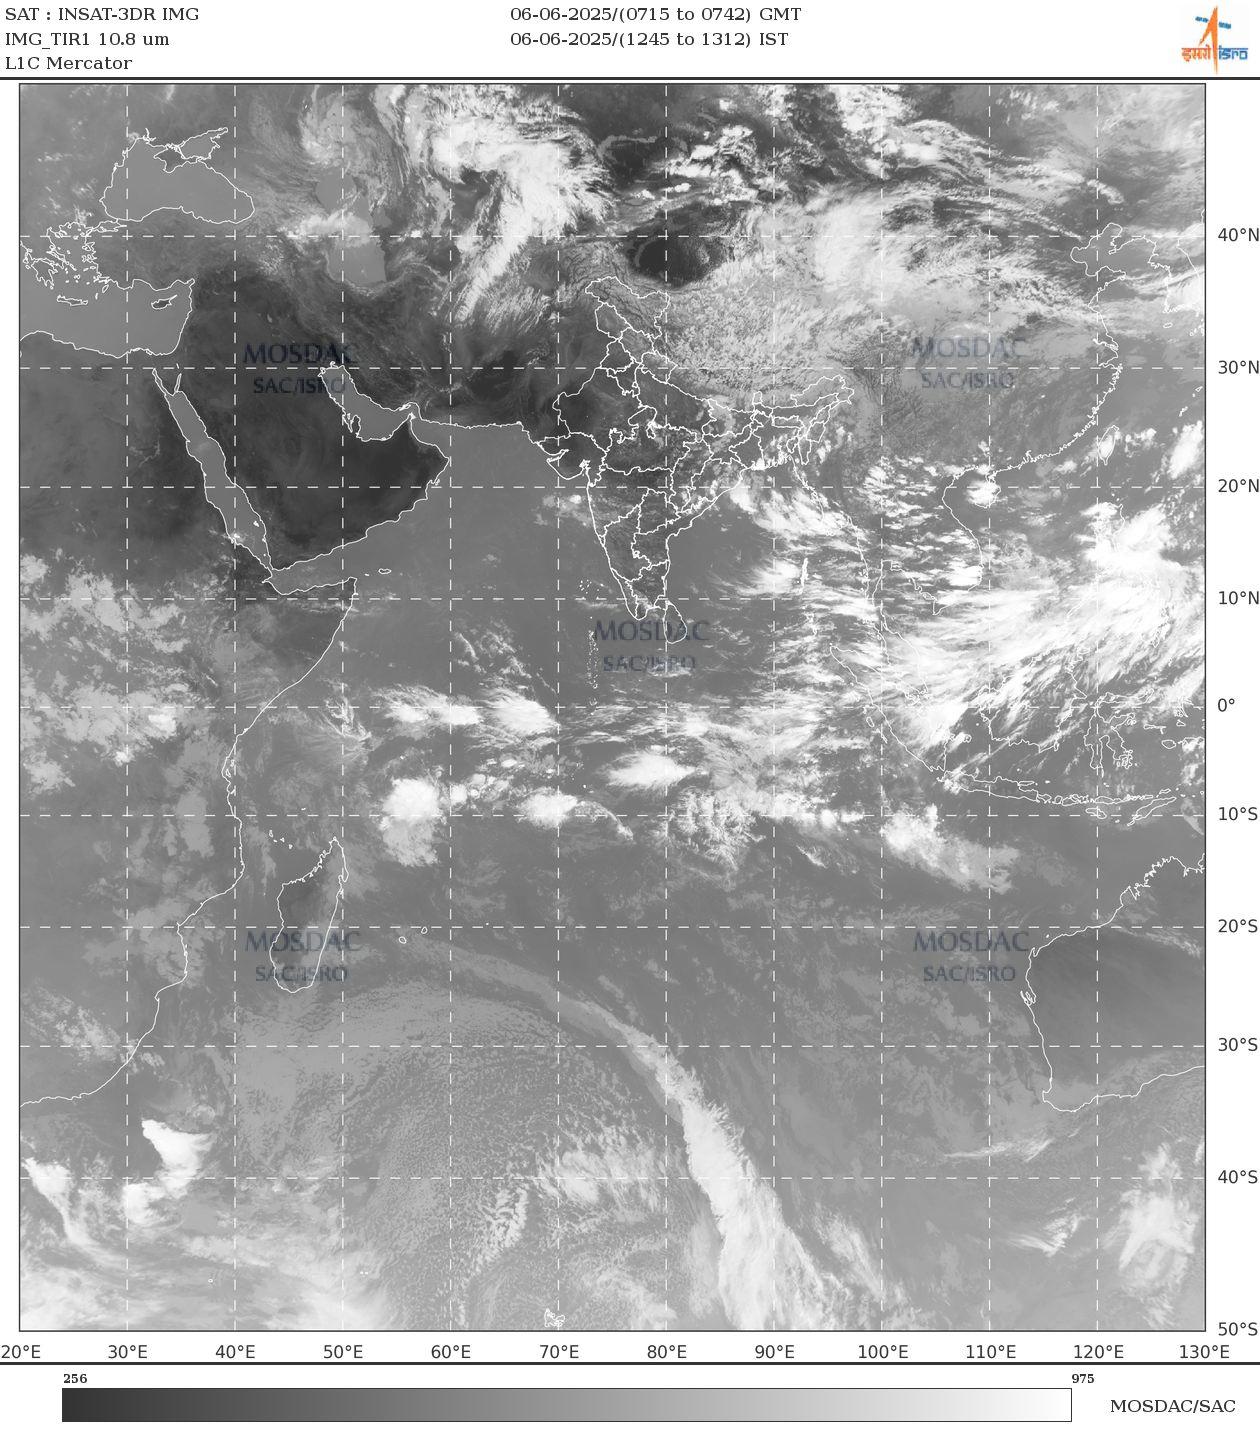 SAT : INSAT-3DR IMG
06-06-2025/(0715 to 0742) GMT
IMG_TIR1 10.8 um
06-06-2025/(1245 to 1312) IST
L1C Mercator
इसरो isro
40°N
MOSDAC
SAC/ISRO
MOSDAC
SAC/ISRO
30°N
20°N
10°N
MOSDAC
SAC/ISRO
0°
10°S
20°S
MOSDAC
SAC/ISRO
MOSDAC
SAC/ISRO
30°S
40°S
50°S
20°E 30°E 40°E 50°E 60°E 70°E 80°E 90°E 100°E 110°E 120°E 130°E
256
975
MOSDAC/SAC